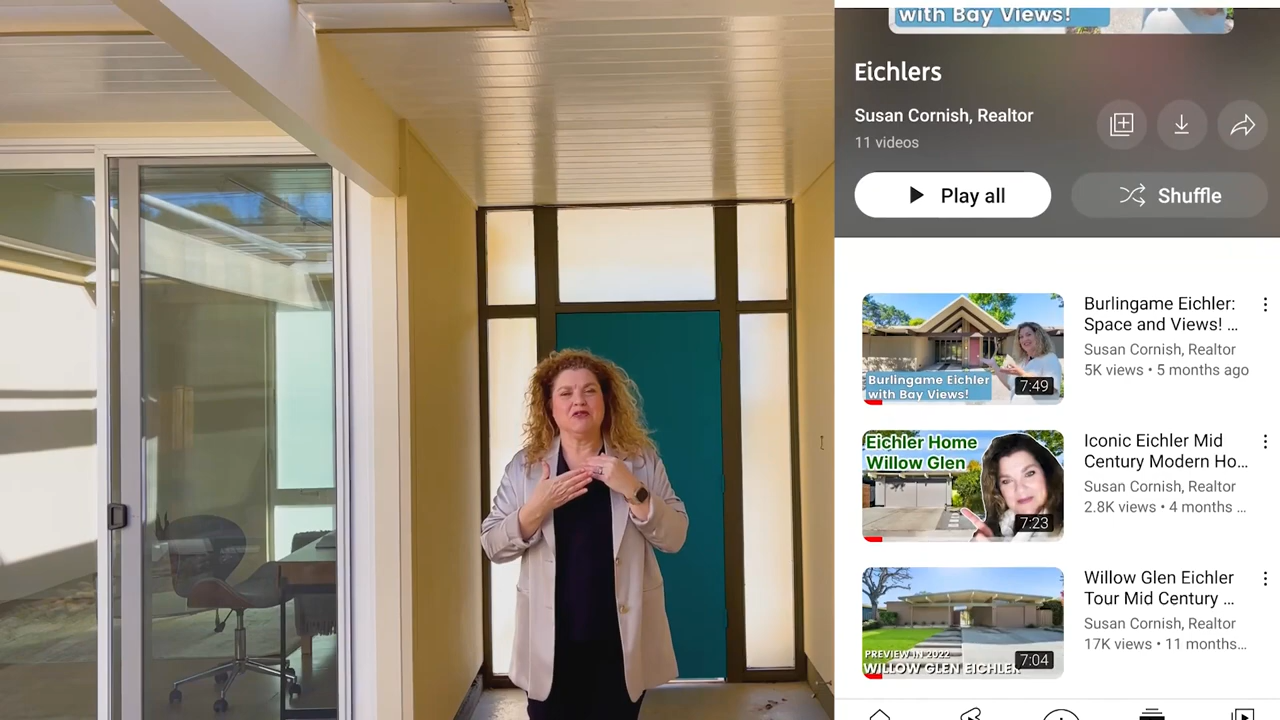 with Bay Views!
Eichlers
Susan Cornish, Realtor
11 videos
Play all
Shuffle
Burlingame Eichler:
Space and Views! ...
Susan Cornish, Realtor
5K views • 5 months ago
Burlingame Eichler
with Bay Views!
7:49
Eichler Home
Willow Glen
7:23
Iconic Eichler Mid
Century Modern Ho...
Susan Cornish, Realtor
2.8K views • 4 months ...
Willow Glen Eichler
Tour Mid Century ...
Susan Cornish, Realtor
17K views • 11 months...
PREVIEW IN 2022
WILLOW GLEN EICHLER
7:04